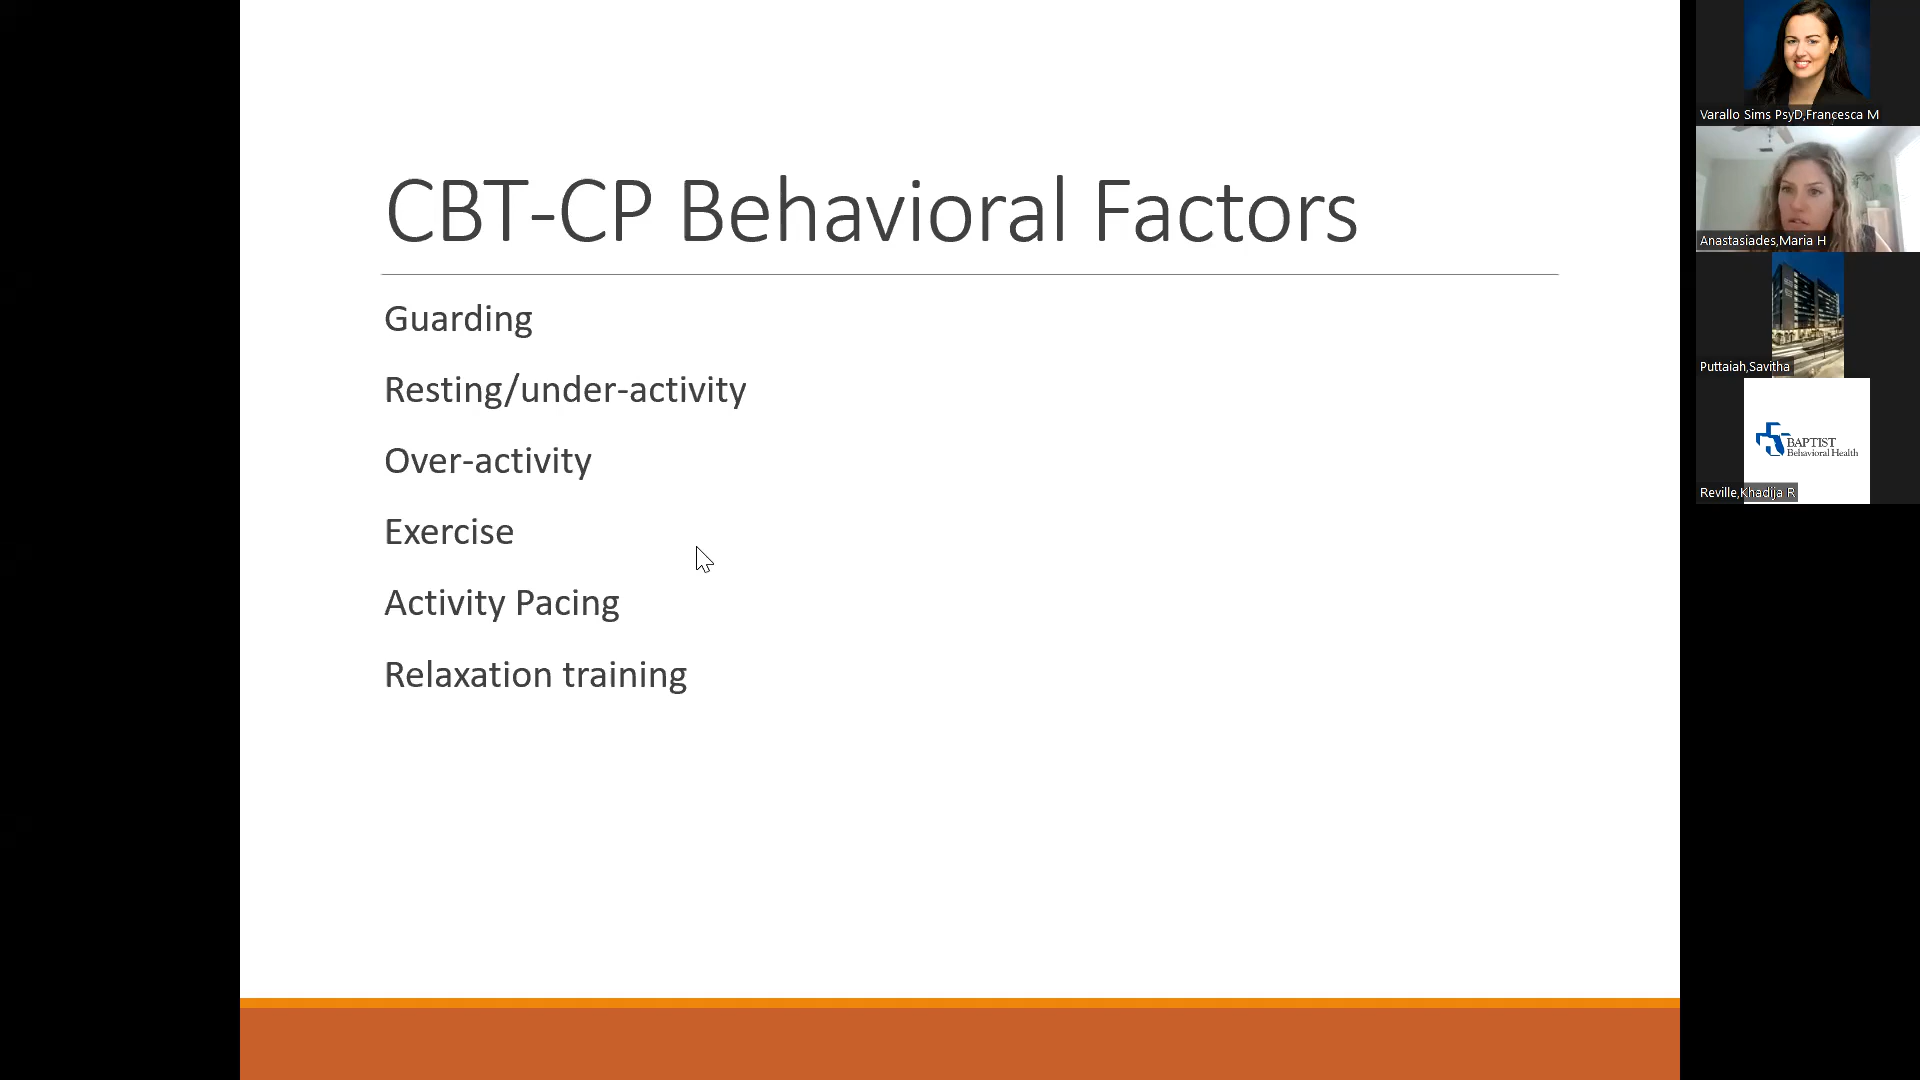 CBT-CP Behavioral Factors
Guarding
Resting/under-activity
Over-activity
Exercise
Activity Pacing
Relaxation training
Varallo Sims PsyD,Francesca M
Anastasiades,Maria H
Puttaiah,Savitha
BAPTIST
Behavioral Health
Reville,Khadija R